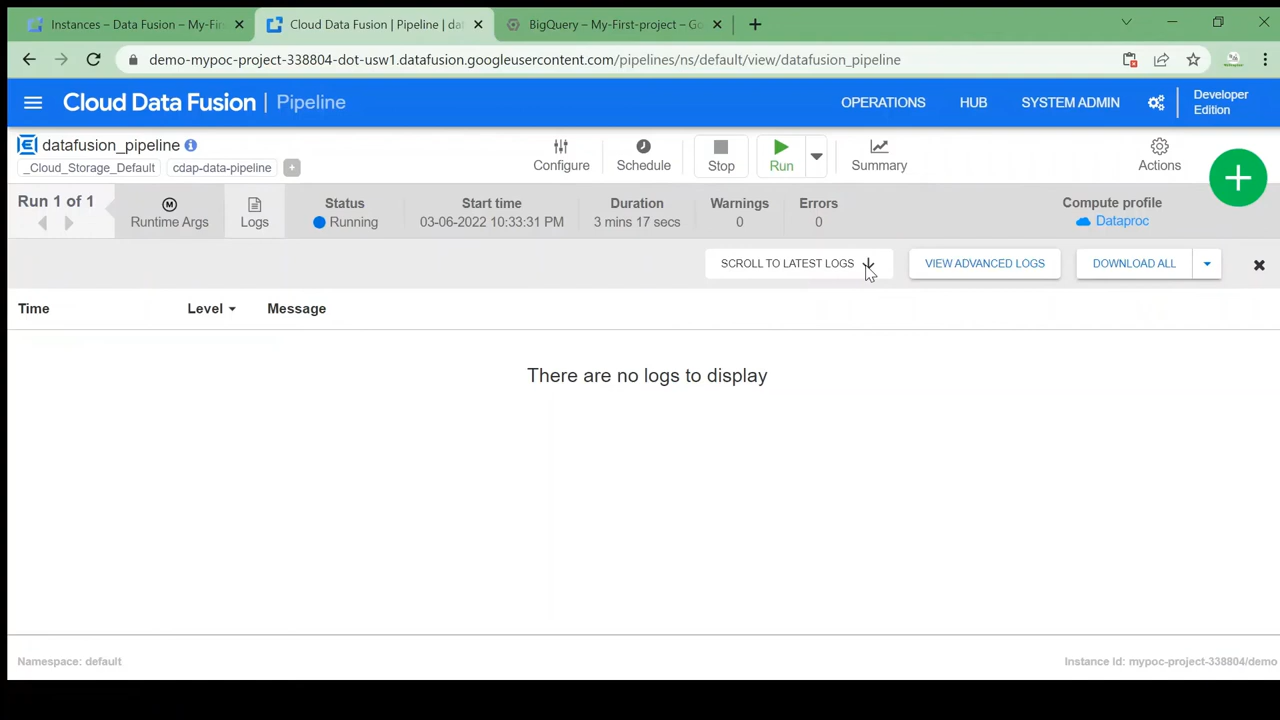 Instances – Data Fusion – My-Fir
Cloud Data Fusion | Pipeline | da
BigQuery – My-First-project – Go
demo-mypoc-project-338804-dot-usw1.datafusion.googleusercontent.com/pipelines/ns/default/view/datafusion_pipeline
Cloud Data Fusion | Pipeline
OPERATIONS
HUB
SYSTEM ADMIN
Developer
Edition
datafusion_pipeline
_Cloud_Storage_Default
cdap-data-pipeline
Configure
Schedule
Stop
Run
Summary
Actions
Run 1 of 1
Runtime Args
Logs
Status
Running
Start time
03-06-2022 10:33:31 PM
Duration
3 mins 17 secs
Warnings
0
Errors
0
Compute profile
Dataproc
SCROLL TO LATEST LOGS
VIEW ADVANCED LOGS
DOWNLOAD ALL
Time
Level
Message
There are no logs to display
Namespace: default
Instance Id: mypoc-project-338804/demo